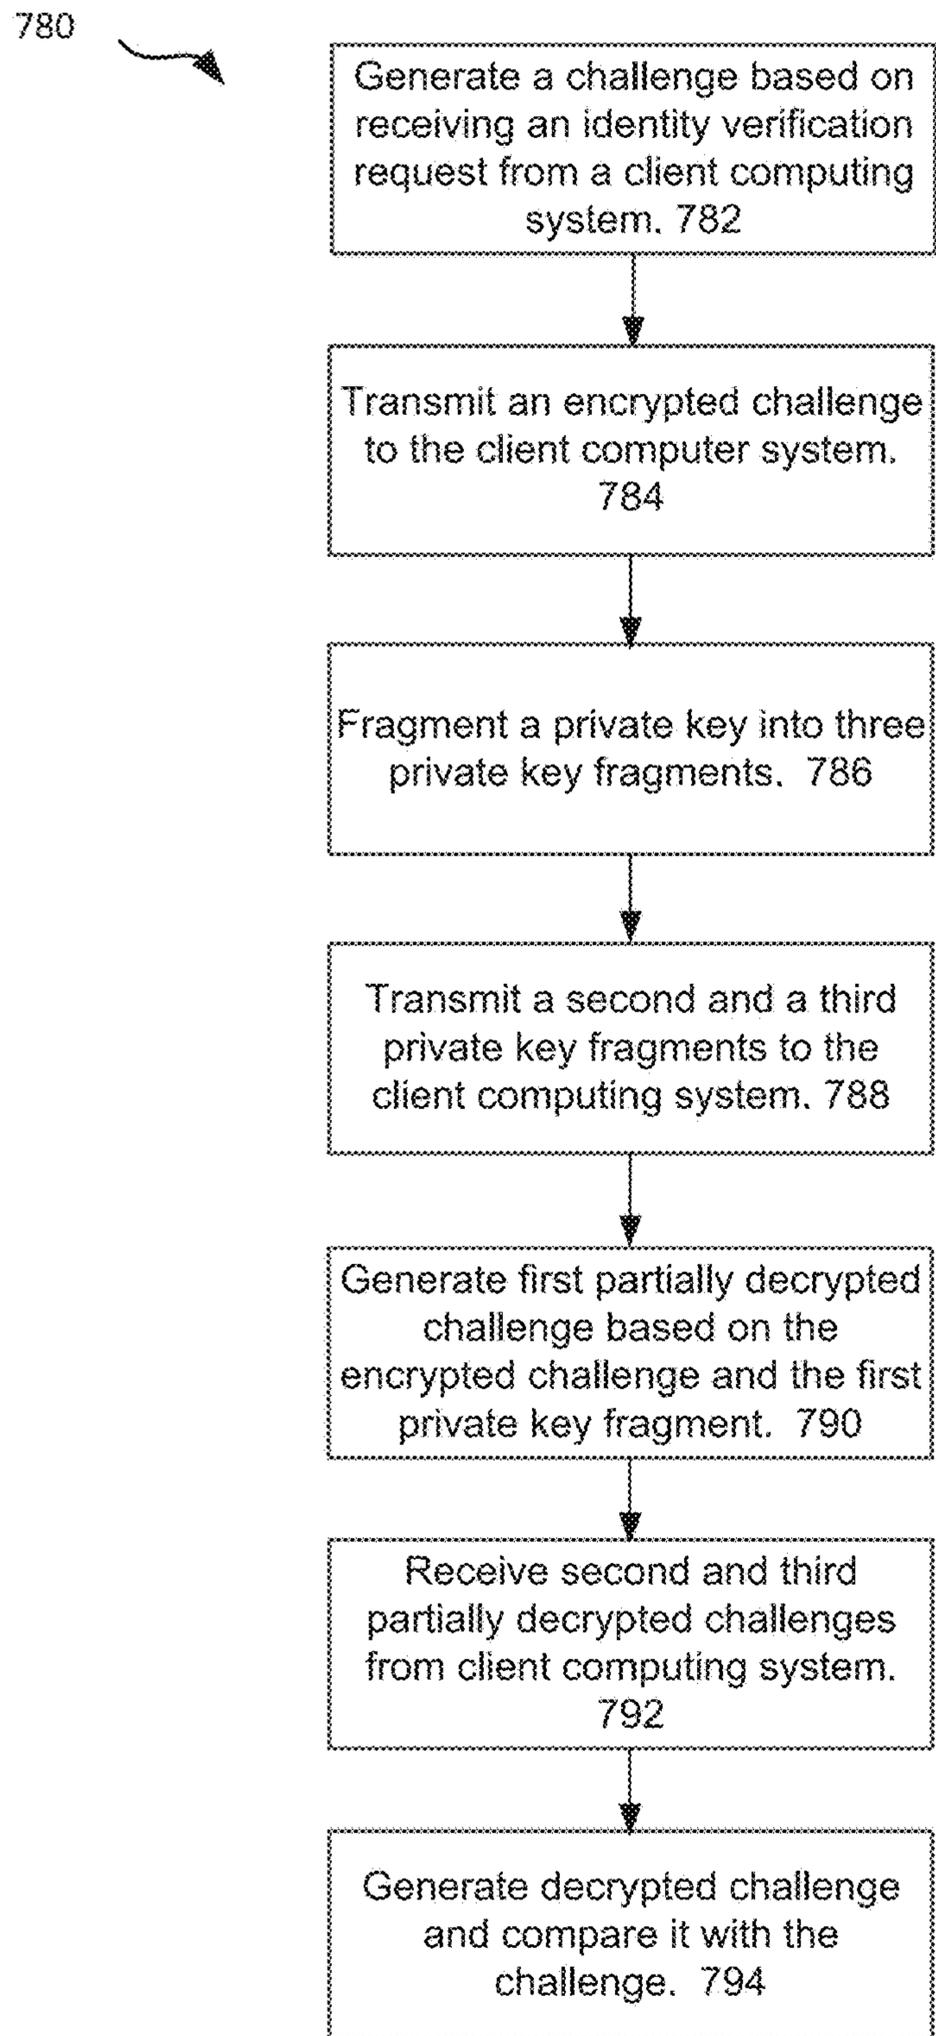 780
Generate a challenge based on
receiving an identity verification
request from a client computing
system. 782
Transmit an encrypted challenge
to the client computer system.
784
Fragment a private key into three
private key fragments. 786
Transmit a second and a third
private key fragments to the
client computing system. 788
Generate first partially decrypted
challenge based on the
encrypted challenge and the first
private key fragment. 790
Receive second and third
partially decrypted challenges
from client computing system.
792
Generate decrypted challenge
and compare it with the
challenge. 794